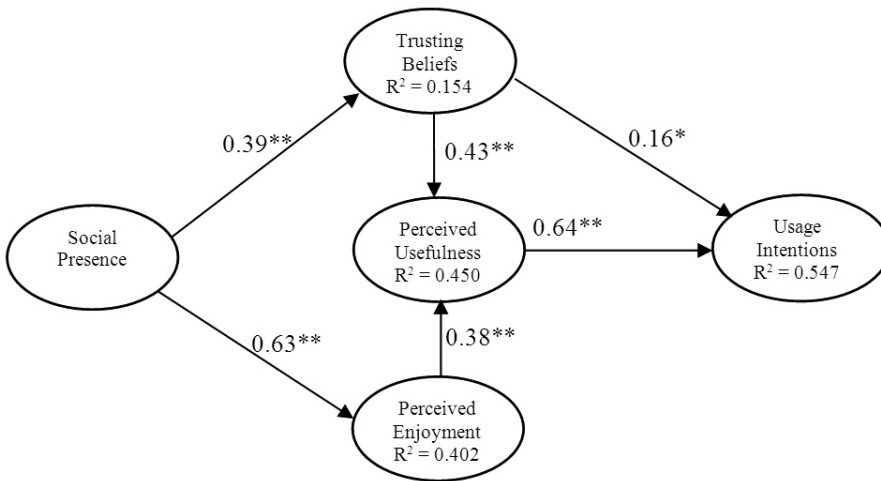 Trusting
Beliefs
R² = 0.154
0.39**
0.43**
0.16*
Social
Presence
Perceived
Usefulness
R² = 0.450
0.64**
Usage
Intentions
R² = 0.547
0.63**
0.38**
Perceived
Enjoyment
R² = 0.402